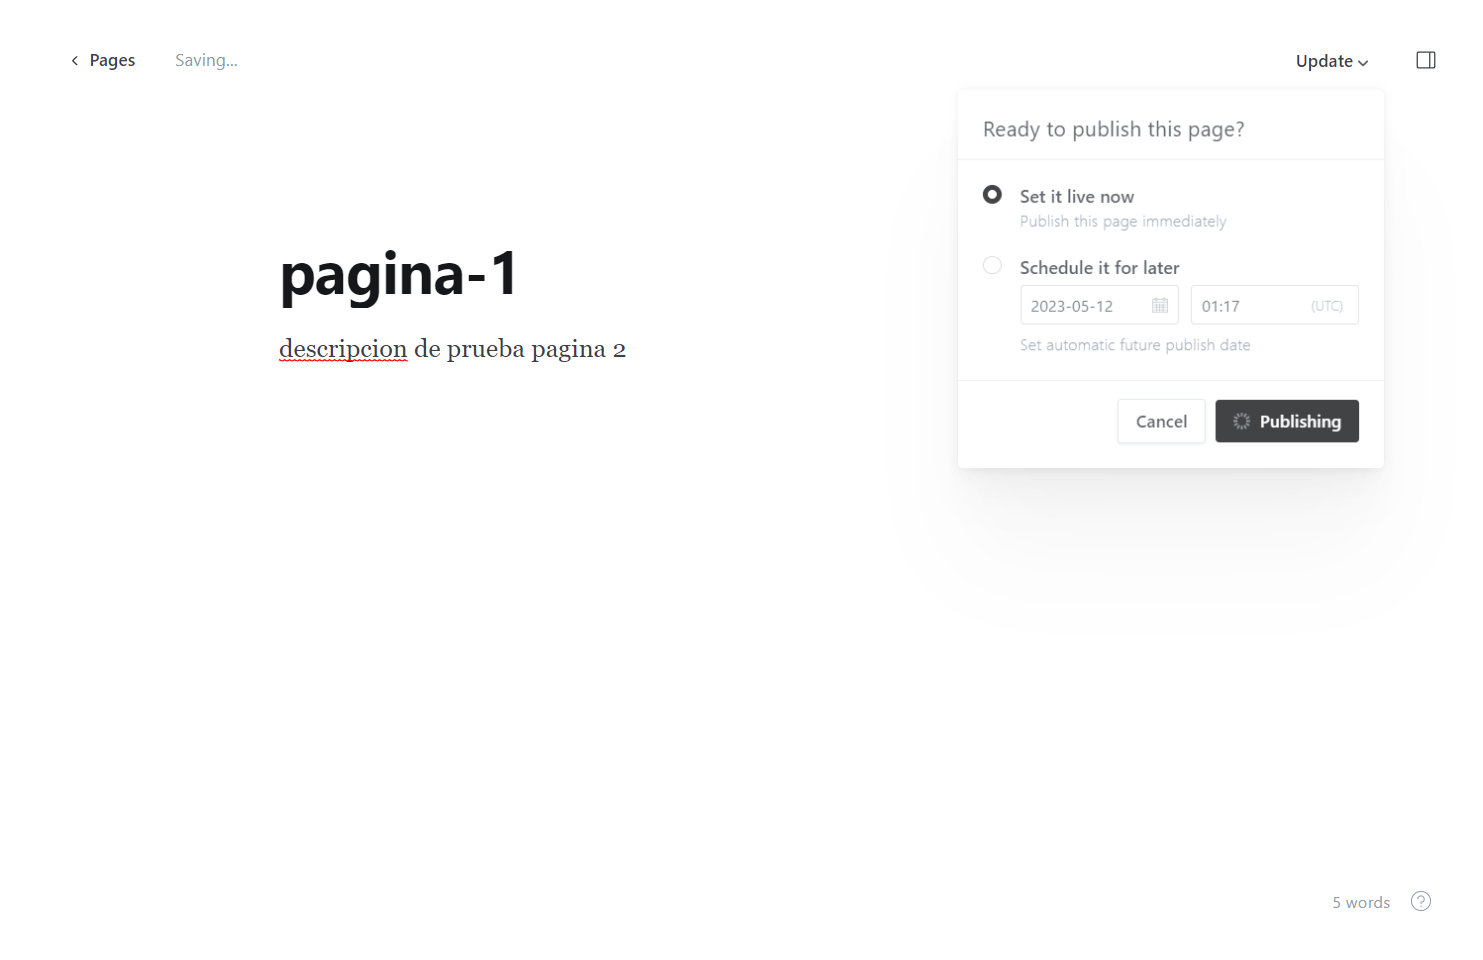 Pages
Saving...
Update
Ready to publish this page?
Set it live now
Publish this page immediately
Schedule it for later
2023-05-12
01:17 (UTC)
Set automatic future publish date
Cancel
Publishing
pagina-1
descripcion de prueba pagina 2
5 words
?